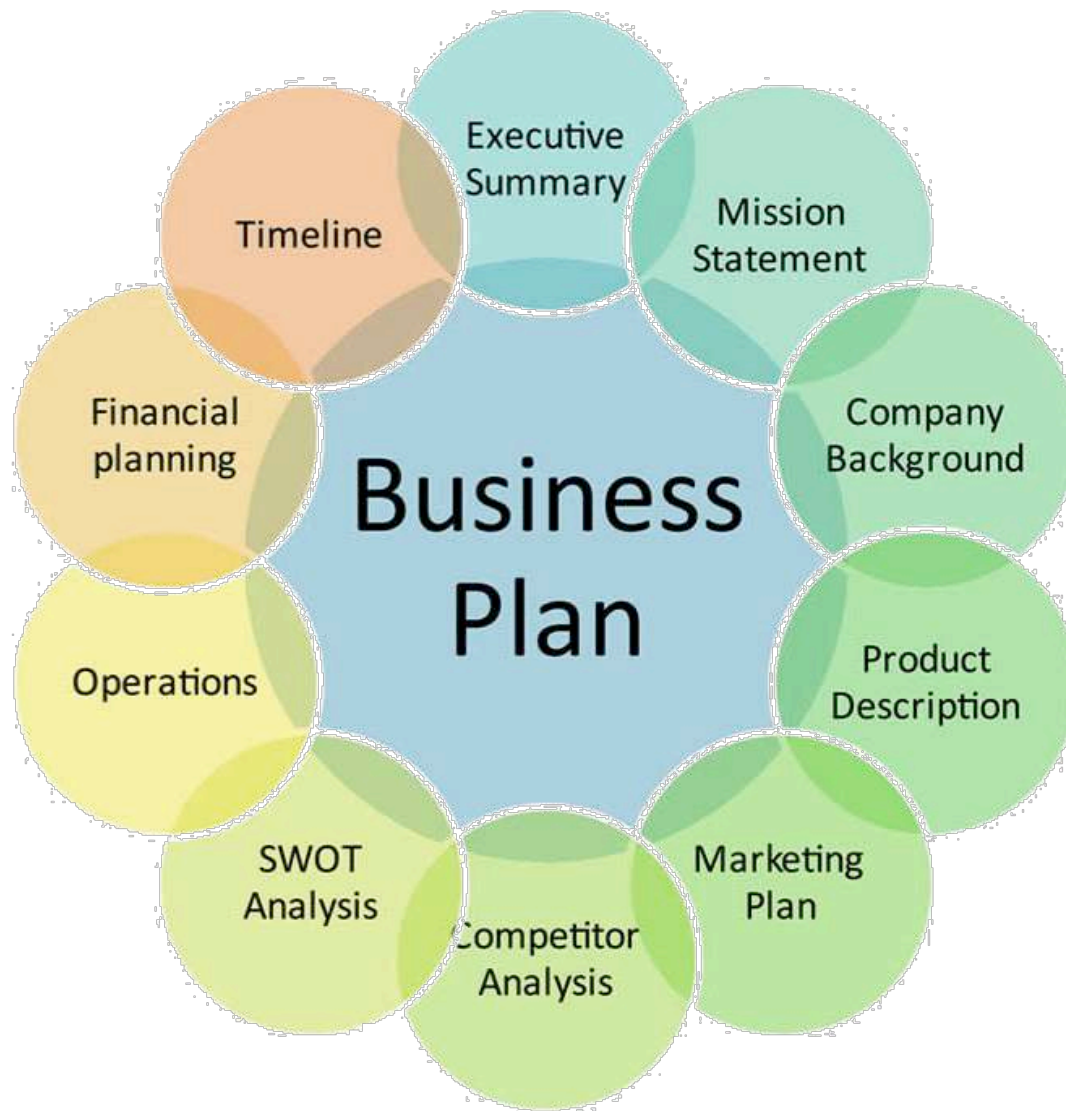 Executive
Summary
Mission
Statement
Company
Background
Product
Description
Marketing
Plan
Competitor
Analysis
SWOT
Analysis
Operations
Financial
planning
Timeline
Business
Plan